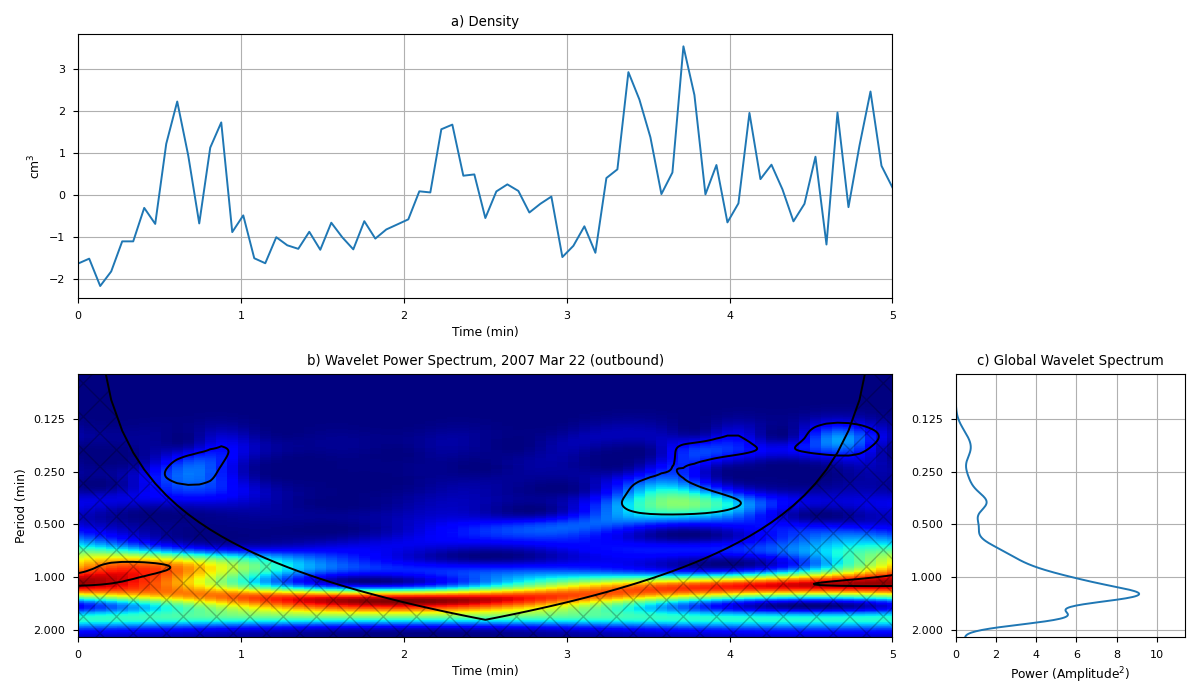 a) Density
cm³
3
2
1
0
−1
−2
0 1 2 3 4 5
Time (min)
b) Wavelet Power Spectrum, 2007 Mar 22 (outbound)
Period (min)
0.125
0.250
0.500
1.000
2.000
0 1 2 3 4 5
Time (min)
c) Global Wavelet Spectrum
0.125
0.250
0.500
1.000
2.000
0 2 4 6 8 10
Power (Amplitude²)